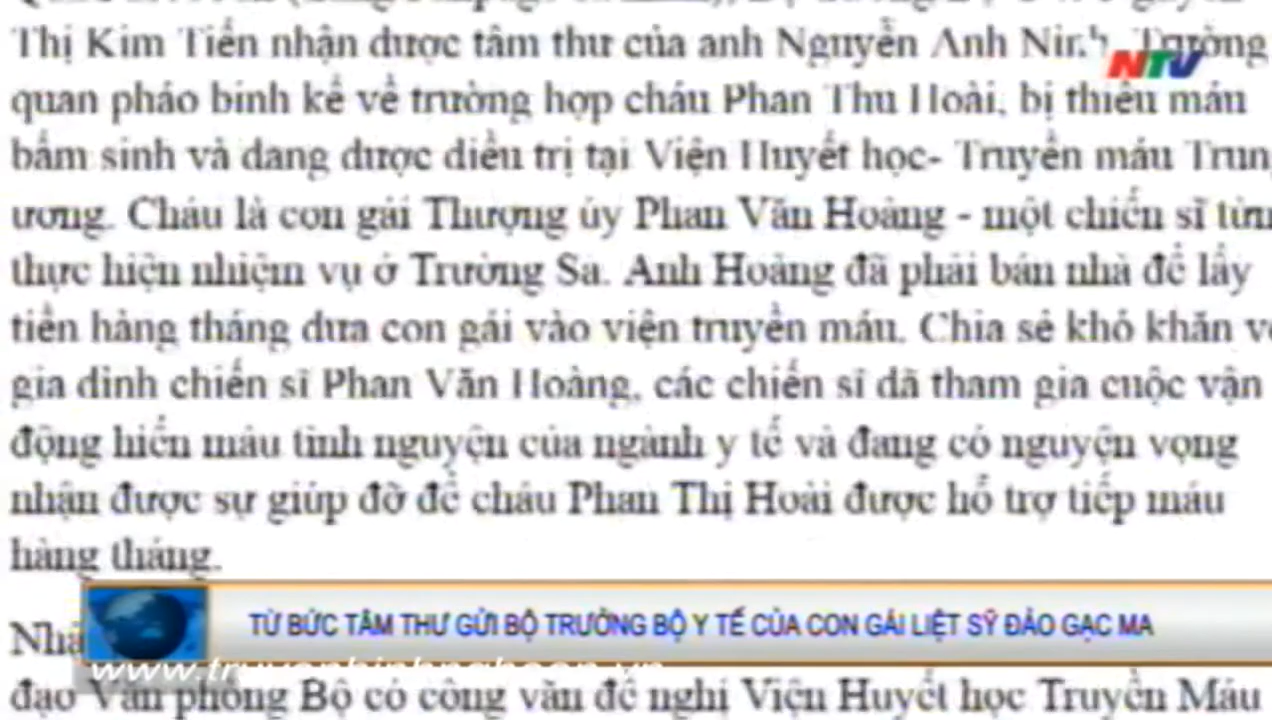 Thị Kim Tiến nhận được tâm thư của anh Nguyễn Anh Trường
NTV
quan pháo binh kể về trường hợp cháu Phan Thu Hoài, bị thiếu máu
bẩm sinh và đang được điều trị tại Viện Huyết học- Truyền máu Trung
ương. Cháu là con gái Thượng úy Phan Văn Hoàng - một chiến sĩ từn
thực hiện nhiệm vụ ở Trường Sa. Anh Hoàng đã phải bán nhà để lấy
tiền hàng tháng đưa con gái vào viện truyền máu. Chia sẻ khó khăn
gia đình chiến sĩ Phan Văn Hoàng, các chiến sĩ đã tham gia cuộc vận
động hiến máu tình nguyện của ngành y tế và đang có nguyện vọng
nhận được sự giúp đỡ để cháu Phan Thị Hoài được hỗ trợ tiếp máu
hàng tháng.
TỪ BỨC TÂM THƯ GỬI BỘ TRƯỞNG BỘ Y TẾ CỦA CON GÁI LIỆT SỸ ĐẢO GẠC MA
www.truyenhinhnghean.vn
đạo Văn phòng Bộ có công văn đề nghị Viện Huyết học Truyền Máu